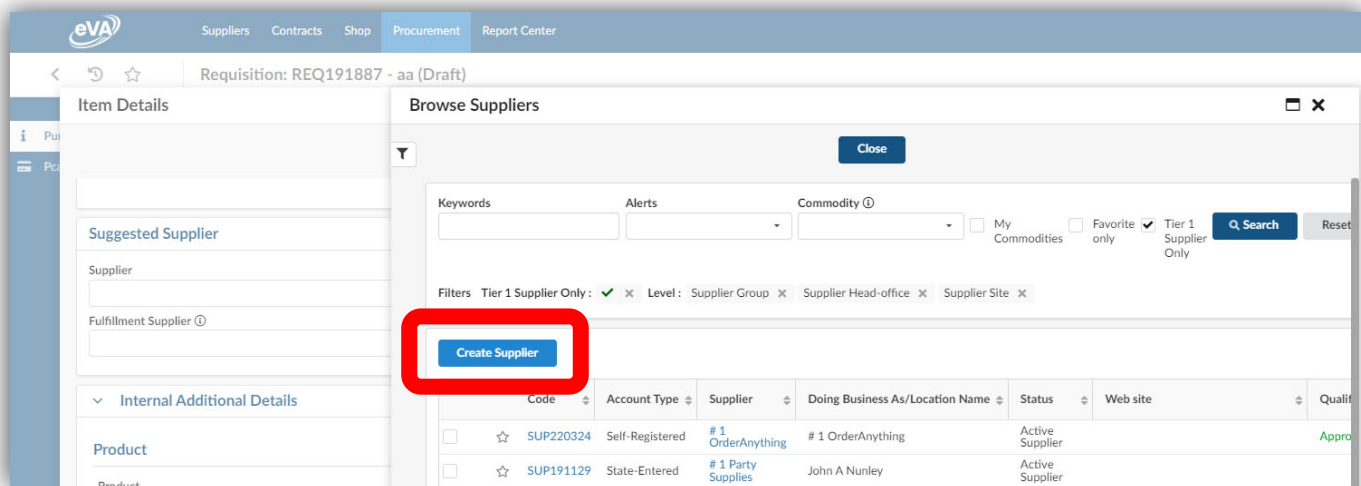 eVA
Suppliers Contracts Shop Procurement Report Center
Requisition: REQ191887 - aa (Draft)
Item Details
Browse Suppliers
Close
Keywords Alerts Commodity
My Commodities
Favorite only
Tier 1 Supplier Only
Search
Reset
Suggested Supplier
Supplier
Fulfillment Supplier
Filters Tier 1 Supplier Only : Level : Supplier Group Supplier Head-office Supplier Site
Create Supplier
Internal Additional Details
Product
Code Account Type Supplier Doing Business As/Location Name Status Web site
SUP220324 Self-Registered # 1 OrderAnything # 1 OrderAnything Active Supplier
SUP191129 State-Entered # 1 Party Supplies John A Nunley Active Supplier